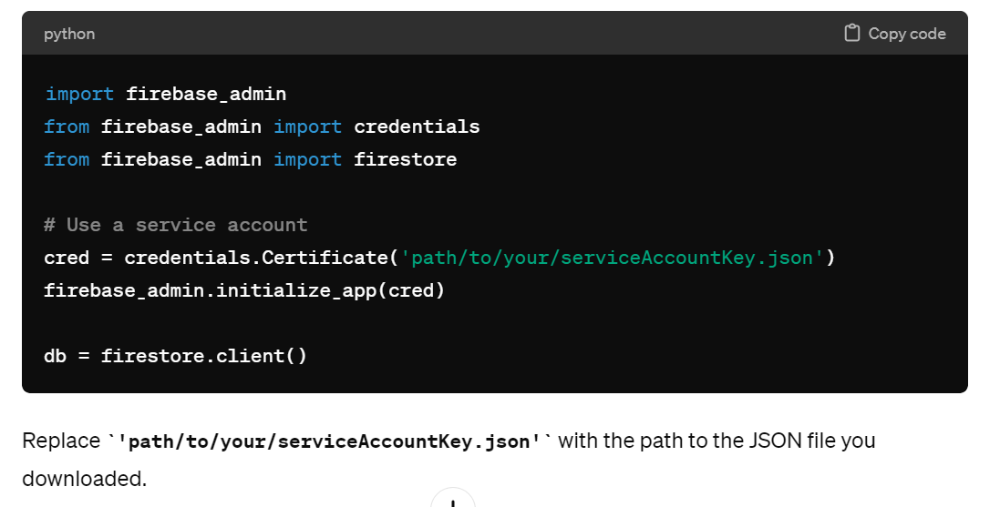 python
Copy code
import firebase_admin
from firebase_admin import credentials
from firebase_admin import firestore
# Use a service account
cred = credentials.Certificate('path/to/your/serviceAccountKey.json')
firebase_admin.initialize_app(cred)
db = firestore.client()
Replace `'path/to/your/serviceAccountKey.json'` with the path to the JSON file you
downloaded.